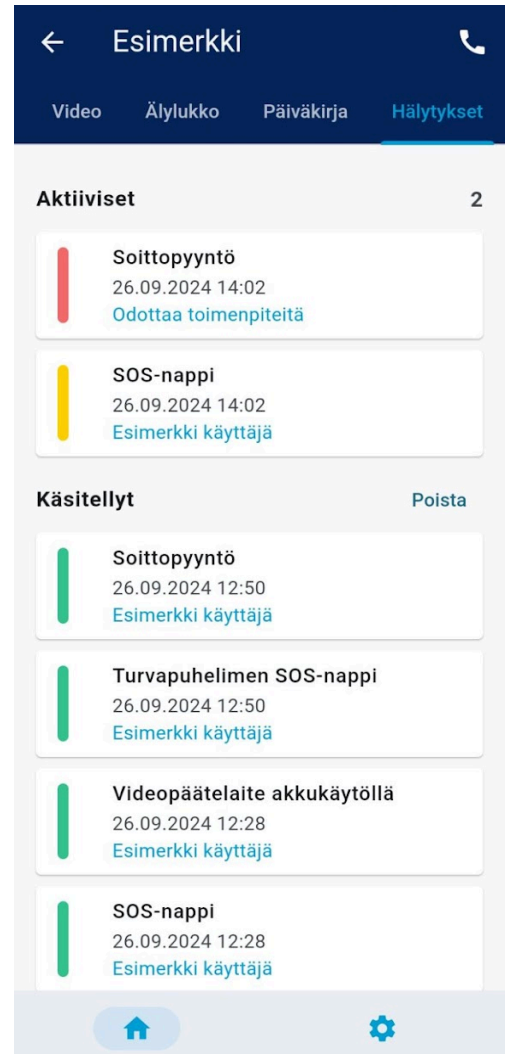 Esimerkki
Video Älylukko Päiväkirja Hälytykset
Aktiiviset 2
Soittopyyntö
26.09.2024 14:02
Odottaa toimenpiteitä
SOS-nappi
26.09.2024 14:02
Esimerkki käyttäjä
Käsitellyt Poista
Soittopyyntö
26.09.2024 12:50
Esimerkki käyttäjä
Turvapuhelimen SOS-nappi
26.09.2024 12:50
Esimerkki käyttäjä
Videopäätelaite akkukäytöllä
26.09.2024 12:28
Esimerkki käyttäjä
SOS-nappi
26.09.2024 12:28
Esimerkki käyttäjä